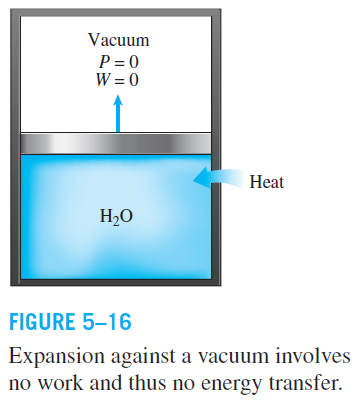 Vacuum
P = 0
W = 0
Heat
H₂O
FIGURE 5–16
Expansion against a vacuum involves
no work and thus no energy transfer.